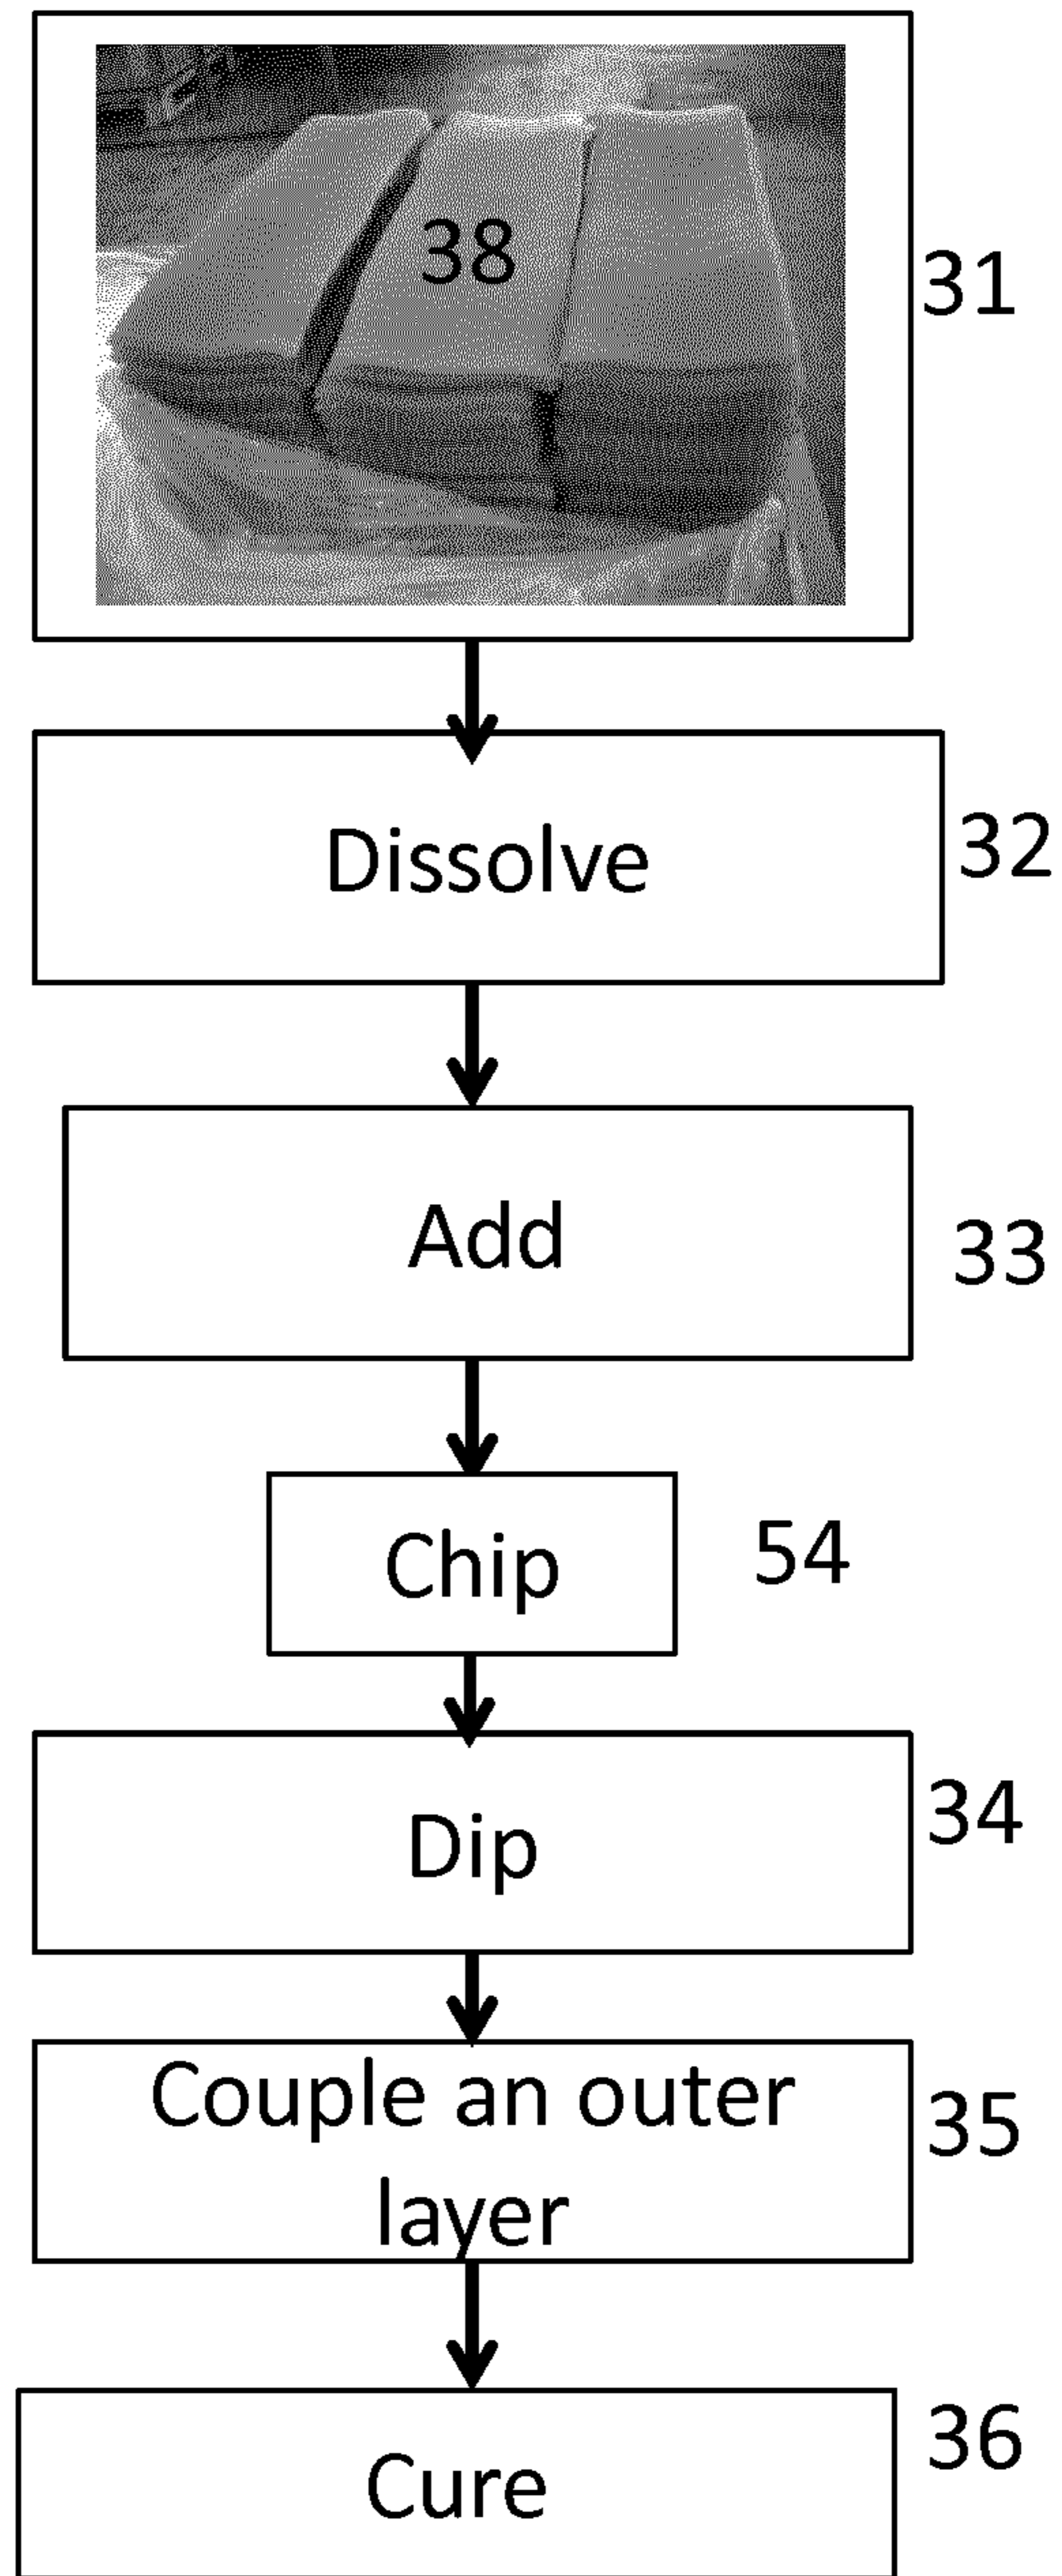 38
31
Dissolve
32
Add
33
Chip
54
Dip
34
Couple an outer
layer
35
Cure
36